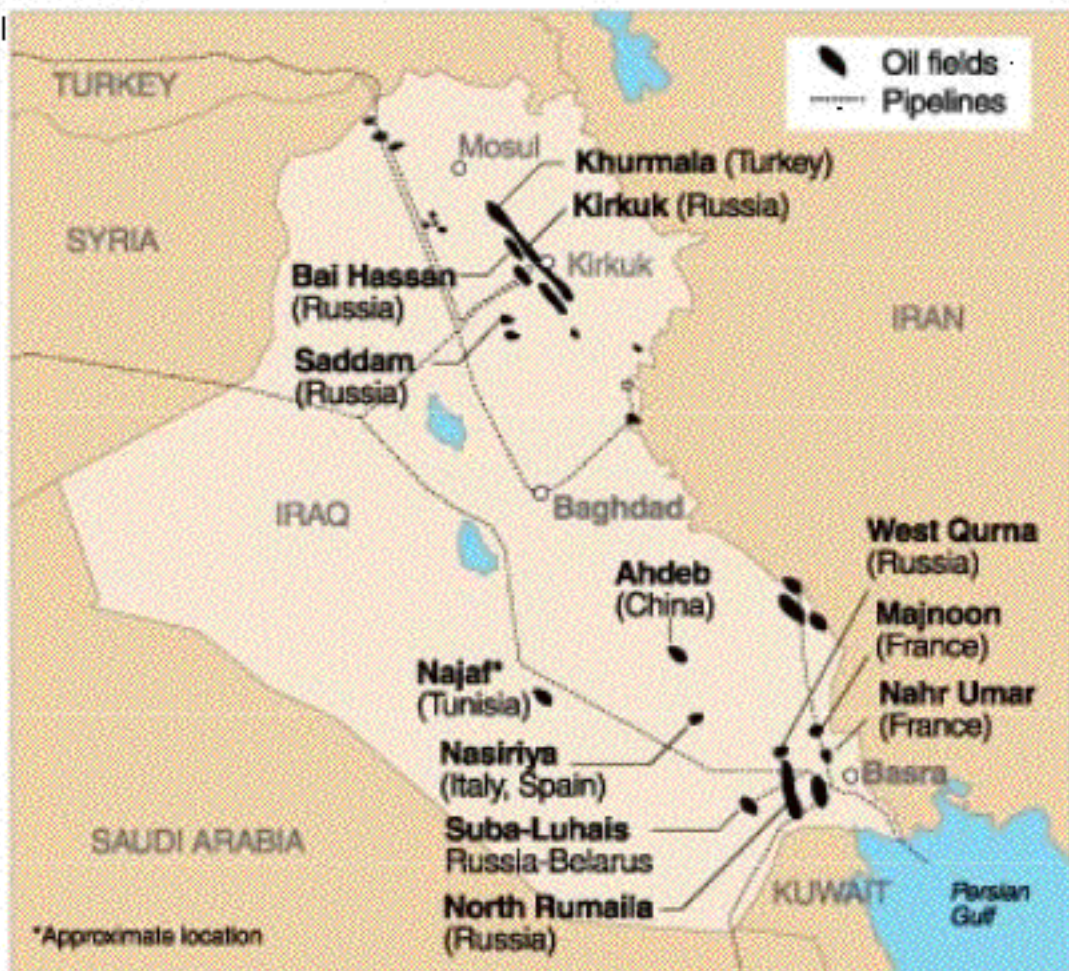 Oil fields
Pipelines
TURKEY
Mosul
Khurmala (Turkey)
Kirkuk (Russia)
SYRIA
Kirkuk
Bai Hassan
(Russia)
IRAN
Saddam
(Russia)
IRAQ
Baghdad
West Qurna
(Russia)
Ahdeb
(China)
Majnoon
(France)
Najaf*
(Tunisia)
Nahr Umar
(France)
Nasiriya
(Italy, Spain)
Basra
Suba-Luhais
Russia-Belarus
SAUDI ARABIA
KUWAIT
Persian
Gulf
North Rumaila
(Russia)
*Approximate location